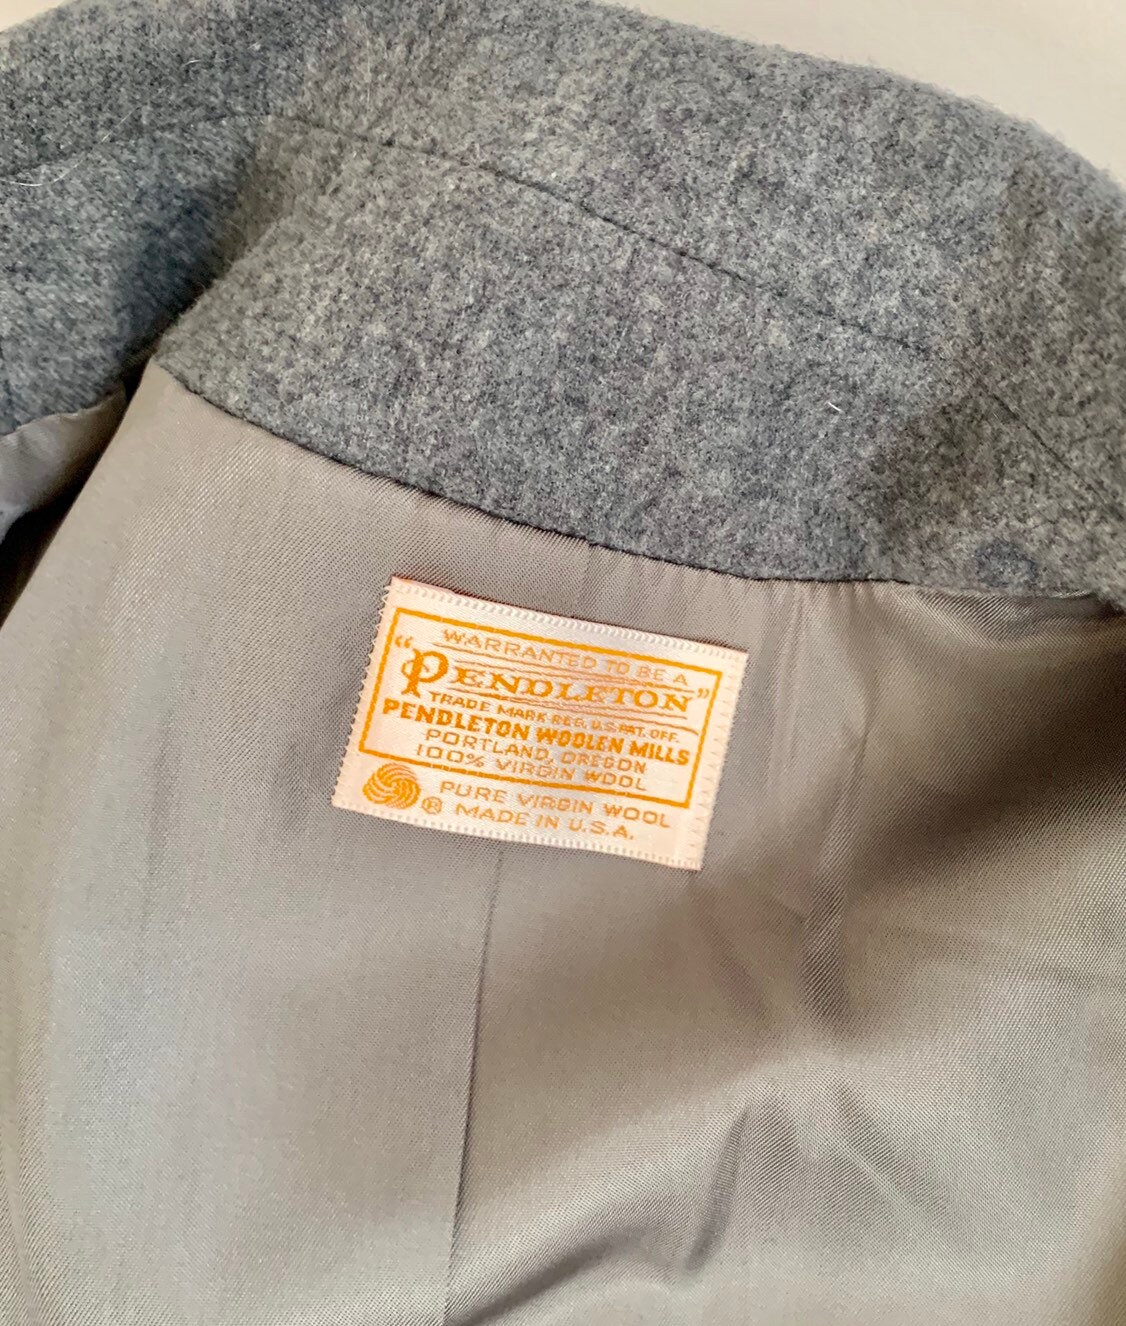 WARRANTED TO BE A
"PENDLETON"
TRADE MARK REG. U.S. PAT. OFF.
PENDLETON WOOLEN MILLS
PORTLAND, OREGON
100% VIRGIN WOOL
PURE VIRGIN WOOL
® MADE IN U.S.A.